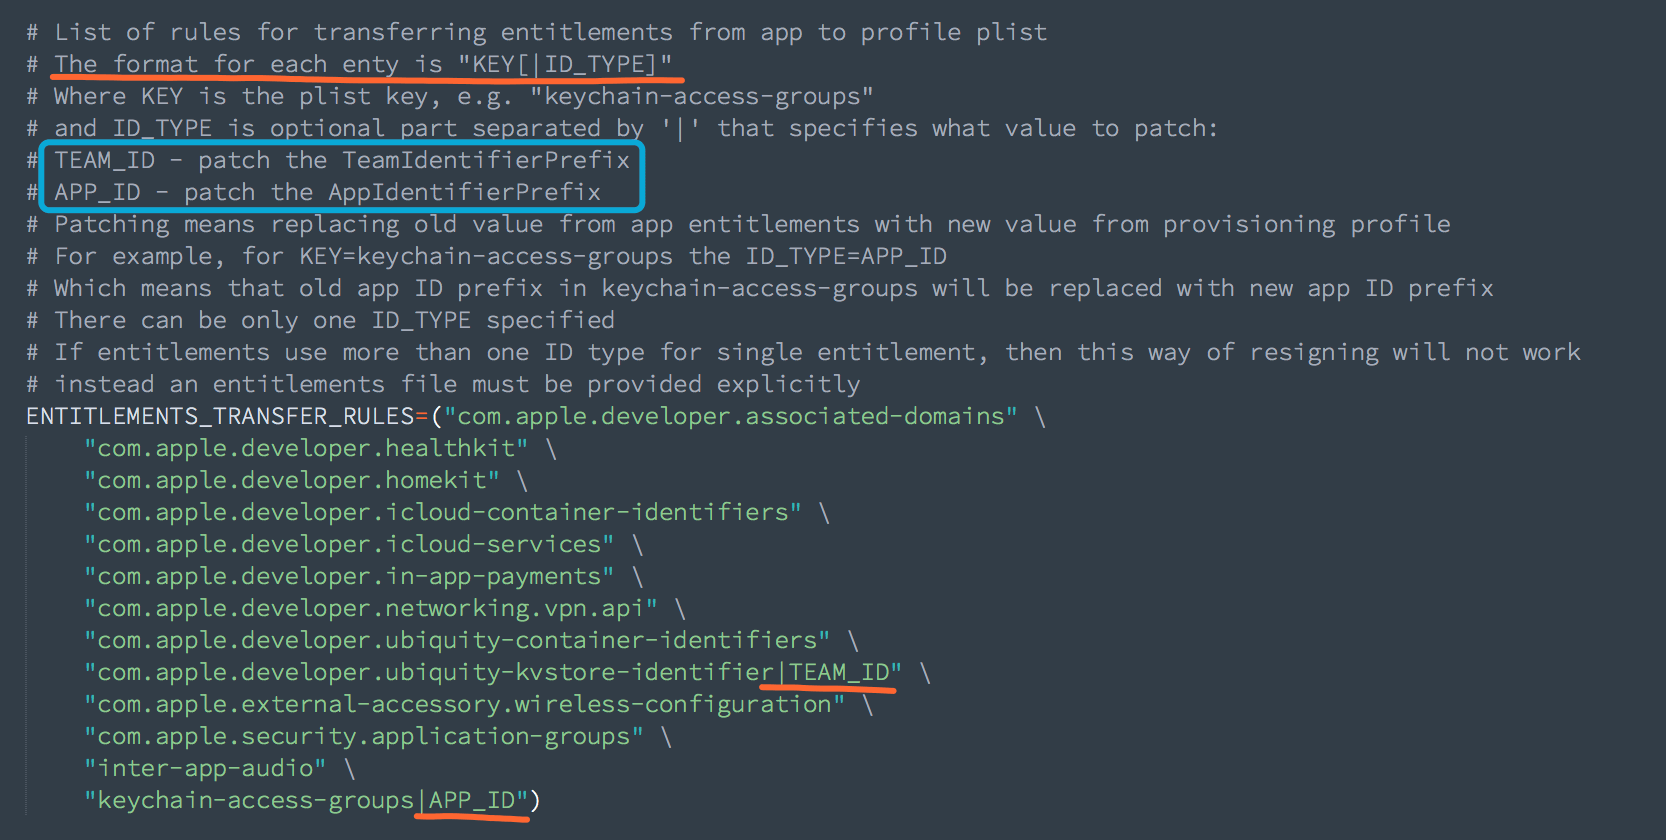 # List of rules for transferring entitlements from app to profile plist
# The format for each enty is "KEY[|ID_TYPE]"
# Where KEY is the plist key, e.g. "keychain-access-groups"
# and ID_TYPE is optional part separated by '|' that specifies what value to patch:
# TEAM_ID - patch the TeamIdentifierPrefix
# APP_ID - patch the AppIdentifierPrefix
# Patching means replacing old value from app entitlements with new value from provisioning profile
# For example, for KEY=keychain-access-groups the ID_TYPE=APP_ID
# Which means that old app ID prefix in keychain-access-groups will be replaced with new app ID prefix
# There can be only one ID_TYPE specified
# If entitlements use more than one ID type for single entitlement, then this way of resigning will not work
# instead an entitlements file must be provided explicitly
ENTITLEMENTS_TRANSFER_RULES=("com.apple.developer.associated-domains" \
    "com.apple.developer.healthkit" \
    "com.apple.developer.homekit" \
    "com.apple.developer.icloud-container-identifiers" \
    "com.apple.developer.icloud-services" \
    "com.apple.developer.in-app-payments" \
    "com.apple.developer.networking.vpn.api" \
    "com.apple.developer.ubiquity-container-identifiers" \
    "com.apple.developer.ubiquity-kvstore-identifier|TEAM_ID" \
    "com.apple.external-accessory.wireless-configuration" \
    "com.apple.security.application-groups" \
    "inter-app-audio" \
    "keychain-access-groups|APP_ID")